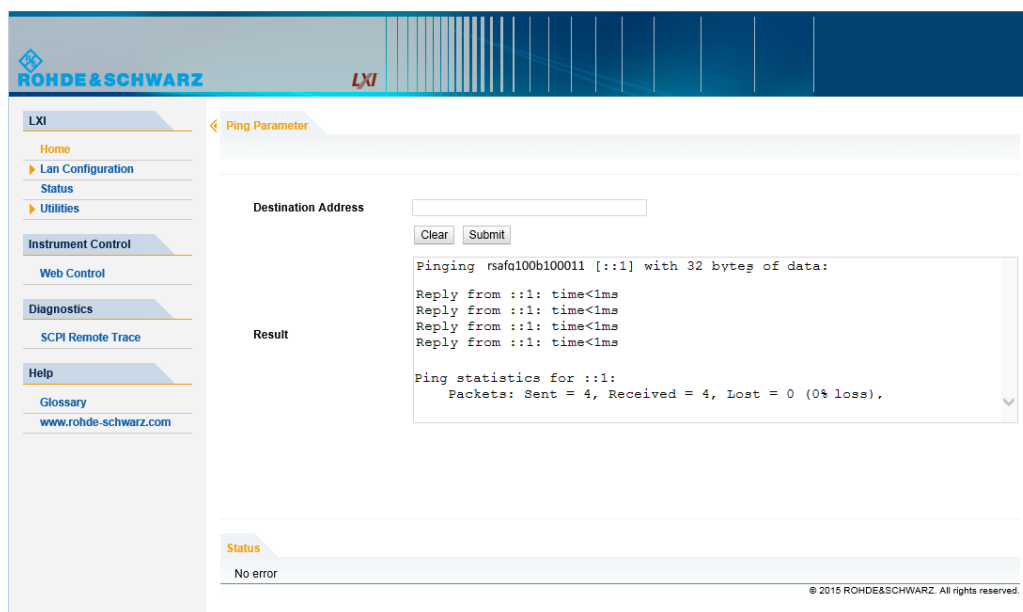 ROHDE&SCHWARZ
LXI
LXI
Home
Lan Configuration
Status
Utilities
Instrument Control
Web Control
Diagnostics
SCPI Remote Trace
Help
Glossary
www.rohde-schwarz.com
Ping Parameter
Destination Address
Clear Submit
Result
Pinging rsafq100b100011 [::1] with 32 bytes of data:
Reply from ::1: time<1ms
Reply from ::1: time<1ms
Reply from ::1: time<1ms
Reply from ::1: time<1ms
Ping statistics for ::1:
Packets: Sent = 4, Received = 4, Lost = 0 (0% loss),
Status
No error
© 2015 ROHDE&SCHWARZ. All rights reserved.